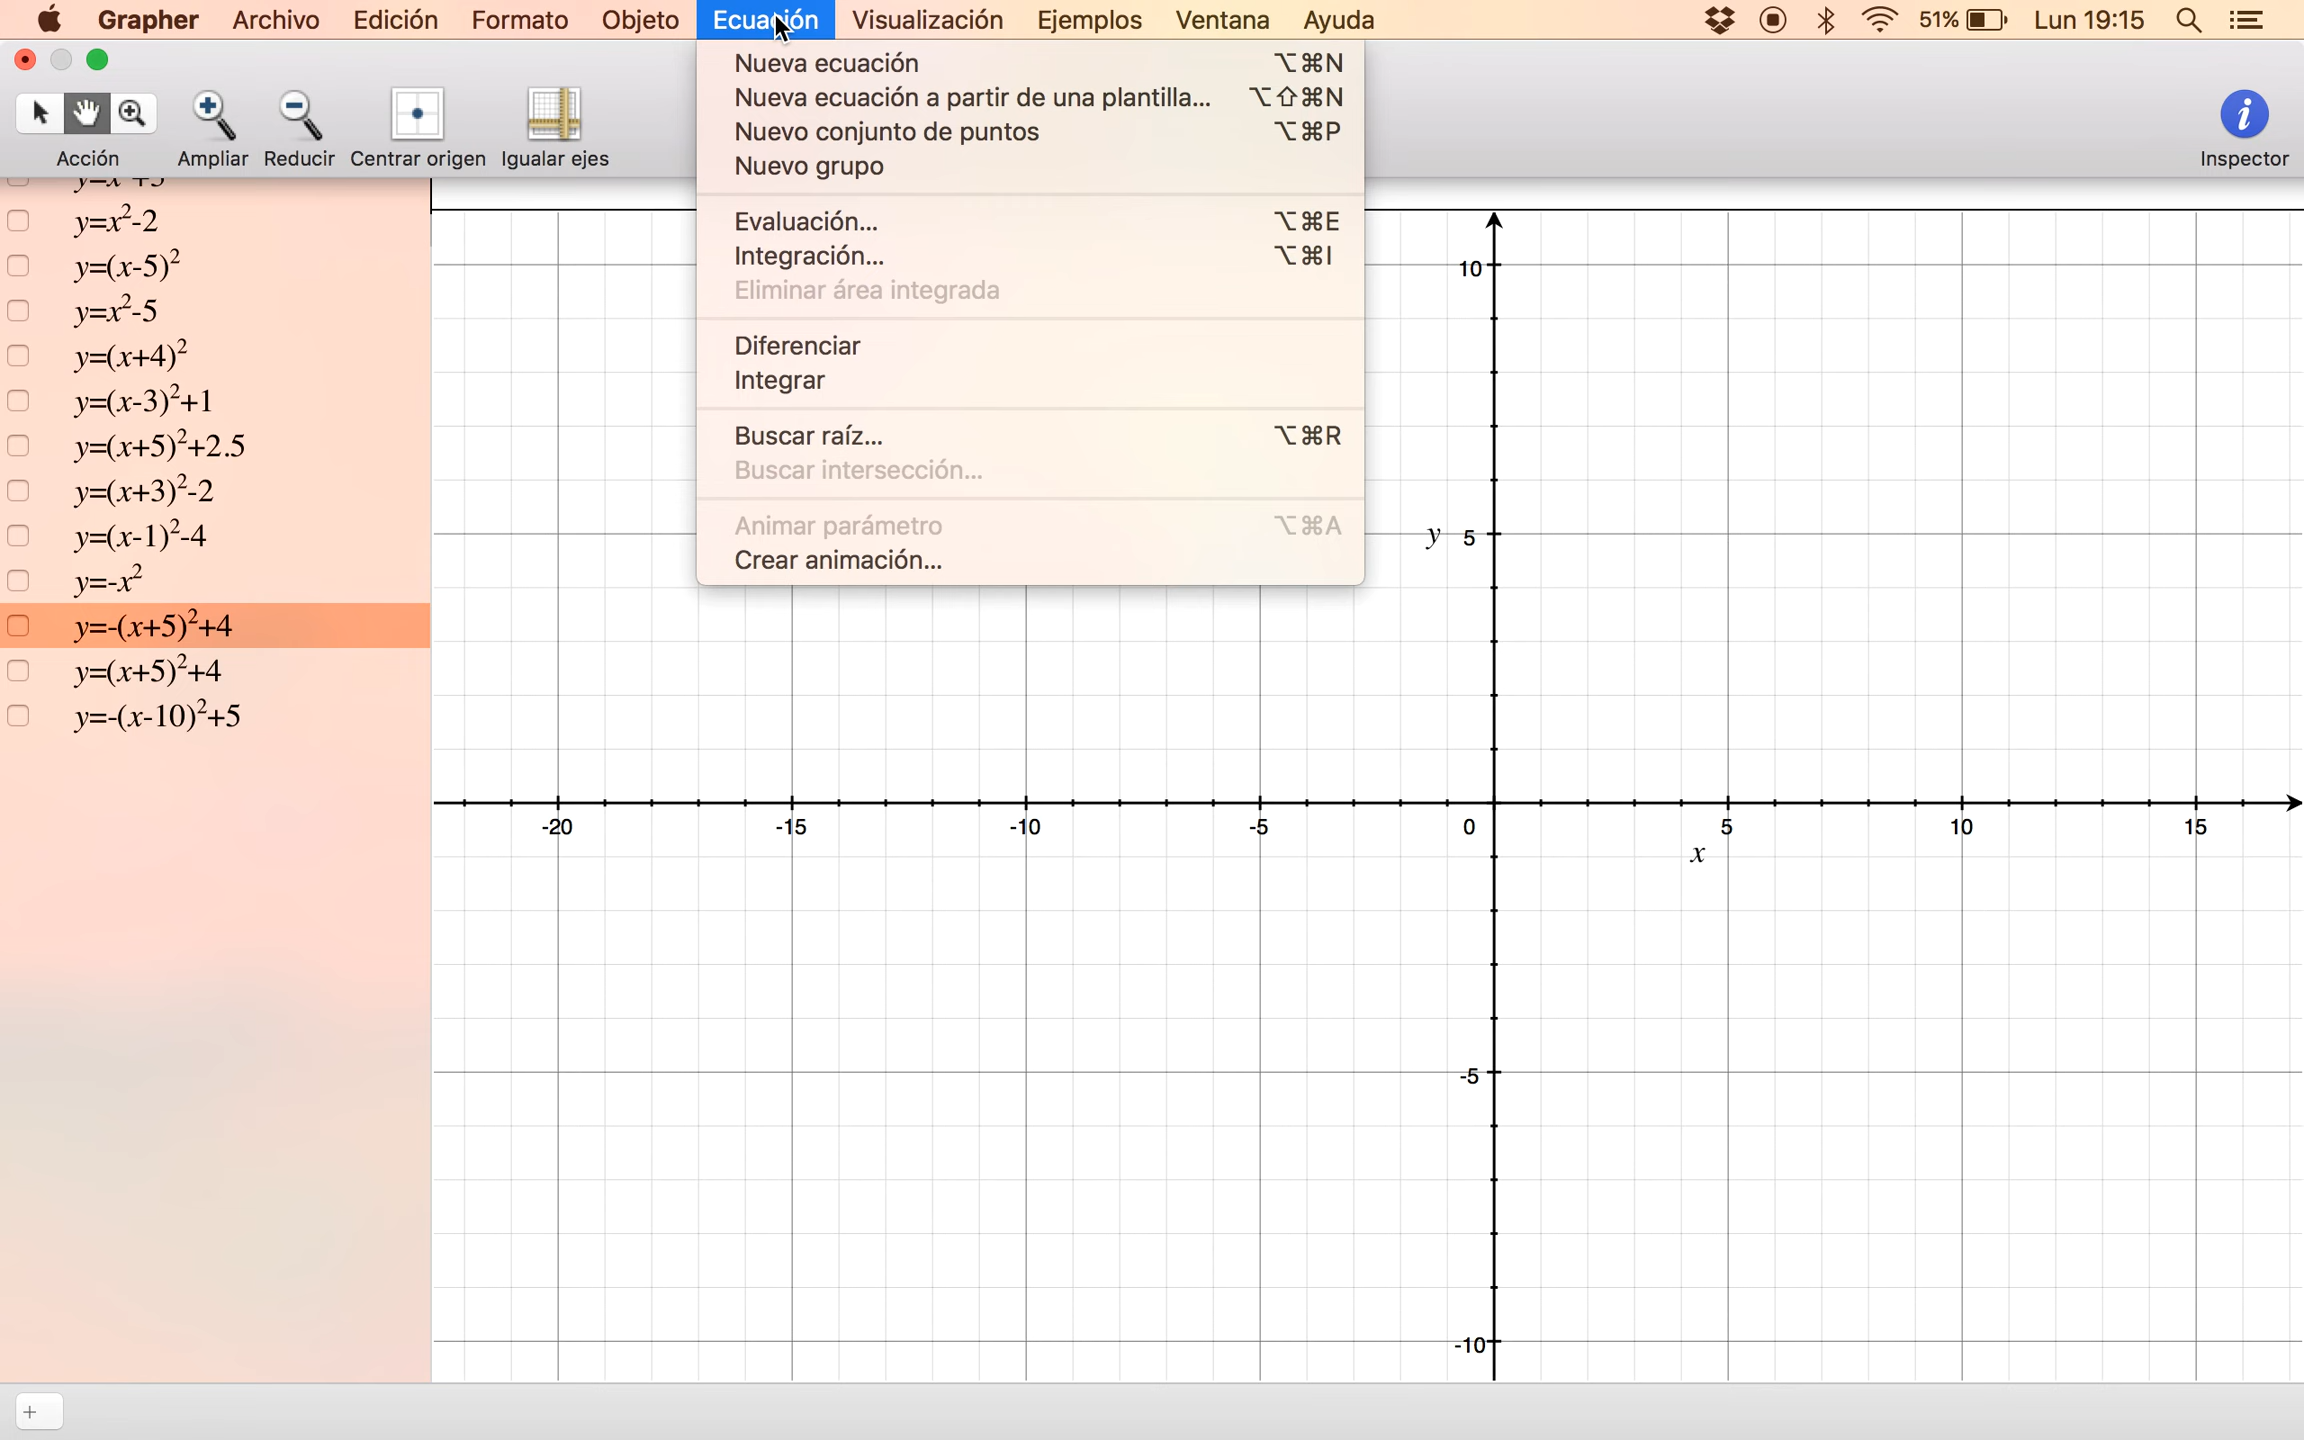 Grapher Archivo Edición Formato Objeto Ecuación Visualización Ejemplos Ventana Ayuda 51% Lun 19:15
Nueva ecuación ⌥⌘N
Nueva ecuación a partir de una plantilla... ⌥⇧⌘N
Nuevo conjunto de puntos ⌥⌘P
Nuevo grupo
Evaluación... ⌥⌘E
Integración... ⌥⌘I
Eliminar área integrada
Diferenciar
Integrar
Buscar raíz... ⌥⌘R
Buscar intersección...
Animar parámetro ⌥⌘A
Crear animación...
Acción Ampliar Reducir Centrar origen Igualar ejes Inspector
y=x²-2
y=(x-5)²
y=x²-5
y=(x+4)²
y=(x-3)²+1
y=(x+5)²+2.5
y=(x+3)²-2
y=(x-1)²-4
y=-x²
y=-(x+5)²+4
y=(x+5)²+4
y=-(x-10)²+5
10
y 5
-20 -15 -10 -5 0 5 10 15
x
-5
-10
+